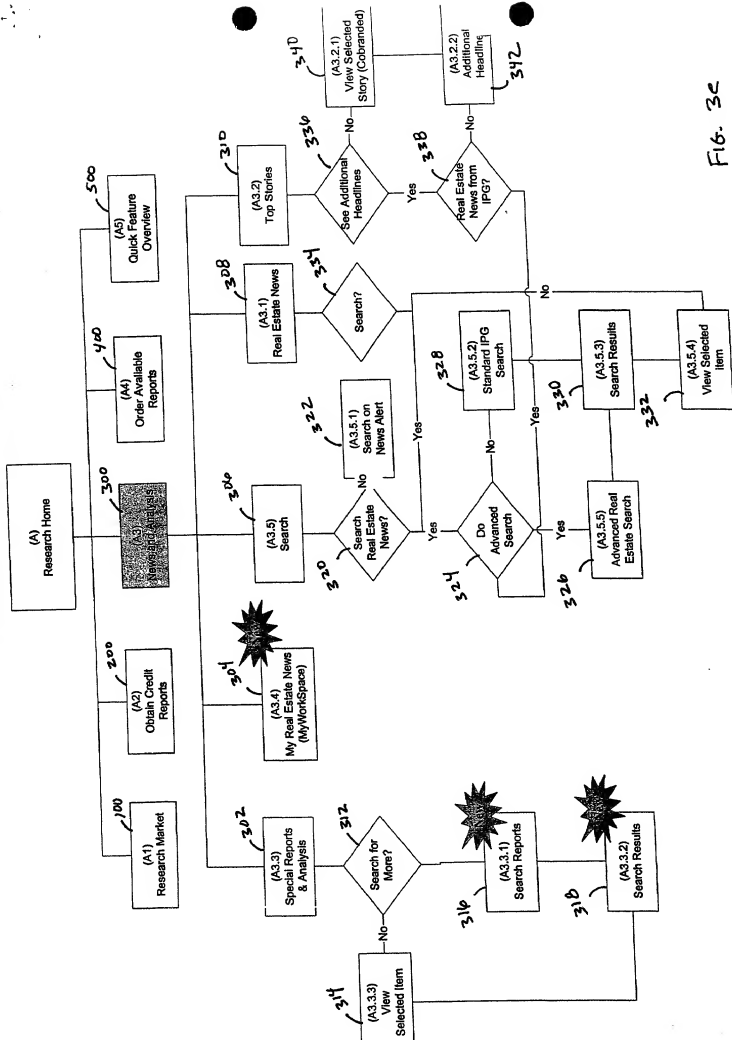 (A)
Research Home
100
(A1)
Research Market
200
(A2)
Obtain Credit
Reports
300
(A3)
News and Analysis
400
(A4)
Order Available
Reports
500
(A5)
Quick Feature
Overview
302
(A3.3)
Special Reports
& Analysis
304
(A3.4)
My Real Estate News
(MyWorkSpace)
306
(A3.5)
Search
308
(A3.1)
Real Estate News
310
(A3.2)
Top Stories
312
Search for
More?
No
314
(A3.3.3)
View
Selected Item
316
(A3.3.1)
Search Reports
318
(A3.3.2)
Search Results
320
Search
Real Estate
News?
No
322
(A3.5.1)
Search on
News Alert
Yes
324
Do
Advanced
Search
No
Yes
326
(A3.5.5)
Advanced Real
Estate Search
328
(A3.5.2)
Standard IPG
Search
330
(A3.5.3)
Search Results
332
(A3.5.4)
View Selected
Item
334
Search?
Yes
No
336
See Additional
Headlines
No
Yes
338
Real Estate
News from
IPG?
No
Yes
340
(A3.2.1)
View Selected
Story (Cobranded)
342
(A3.2.2)
Additional
Headline
FIG. 3e